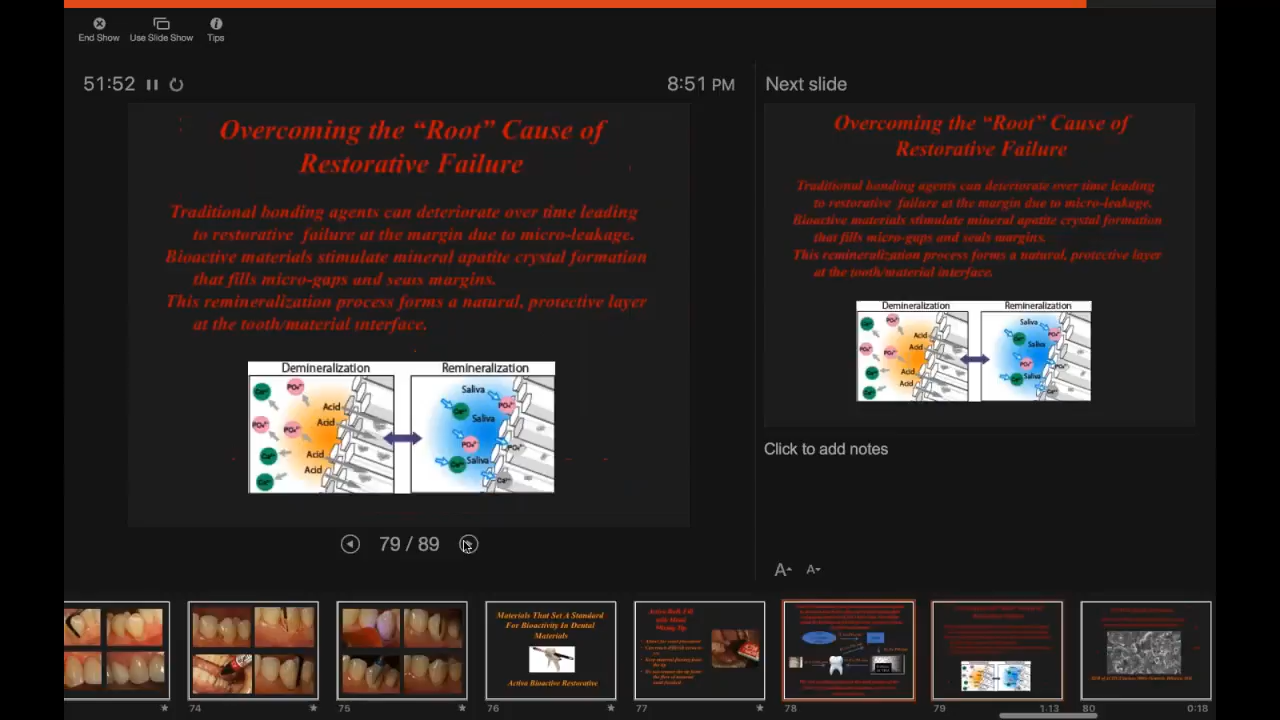 End Show
Use Slide Show
Tips
51:52
8:51 PM
Next slide
Overcoming the “Root” Cause of
Restorative Failure
Traditional bonding agents can deteriorate over time leading
to restorative failure at the margin due to micro-leakage.
Bioactive materials stimulate mineral apatite crystal formation
that fills micro-gaps and seals margins.
This remineralization process forms a natural, protective layer
at the tooth/material interface.
Demineralization
Remineralization
Acid
Acid
Acid
Acid
Saliva
Saliva
Saliva
Overcoming the “Root” Cause of
Restorative Failure
Traditional bonding agents can deteriorate over time leading
to restorative failure at the margin due to micro-leakage.
Bioactive materials stimulate mineral apatite crystal formation
that fills micro-gaps and seals margins.
This remineralization process forms a natural, protective layer
at the tooth/material interface.
Demineralization
Remineralization
Acid
Acid
Acid
Acid
Saliva
Saliva
Saliva
Click to add notes
79 / 89
A
A
Materials That Set A Standard
For Bioactivity In Dental
Materials
Activa Bioactive Restorative
74
75
76
77
78
79
1:13
80
0:18